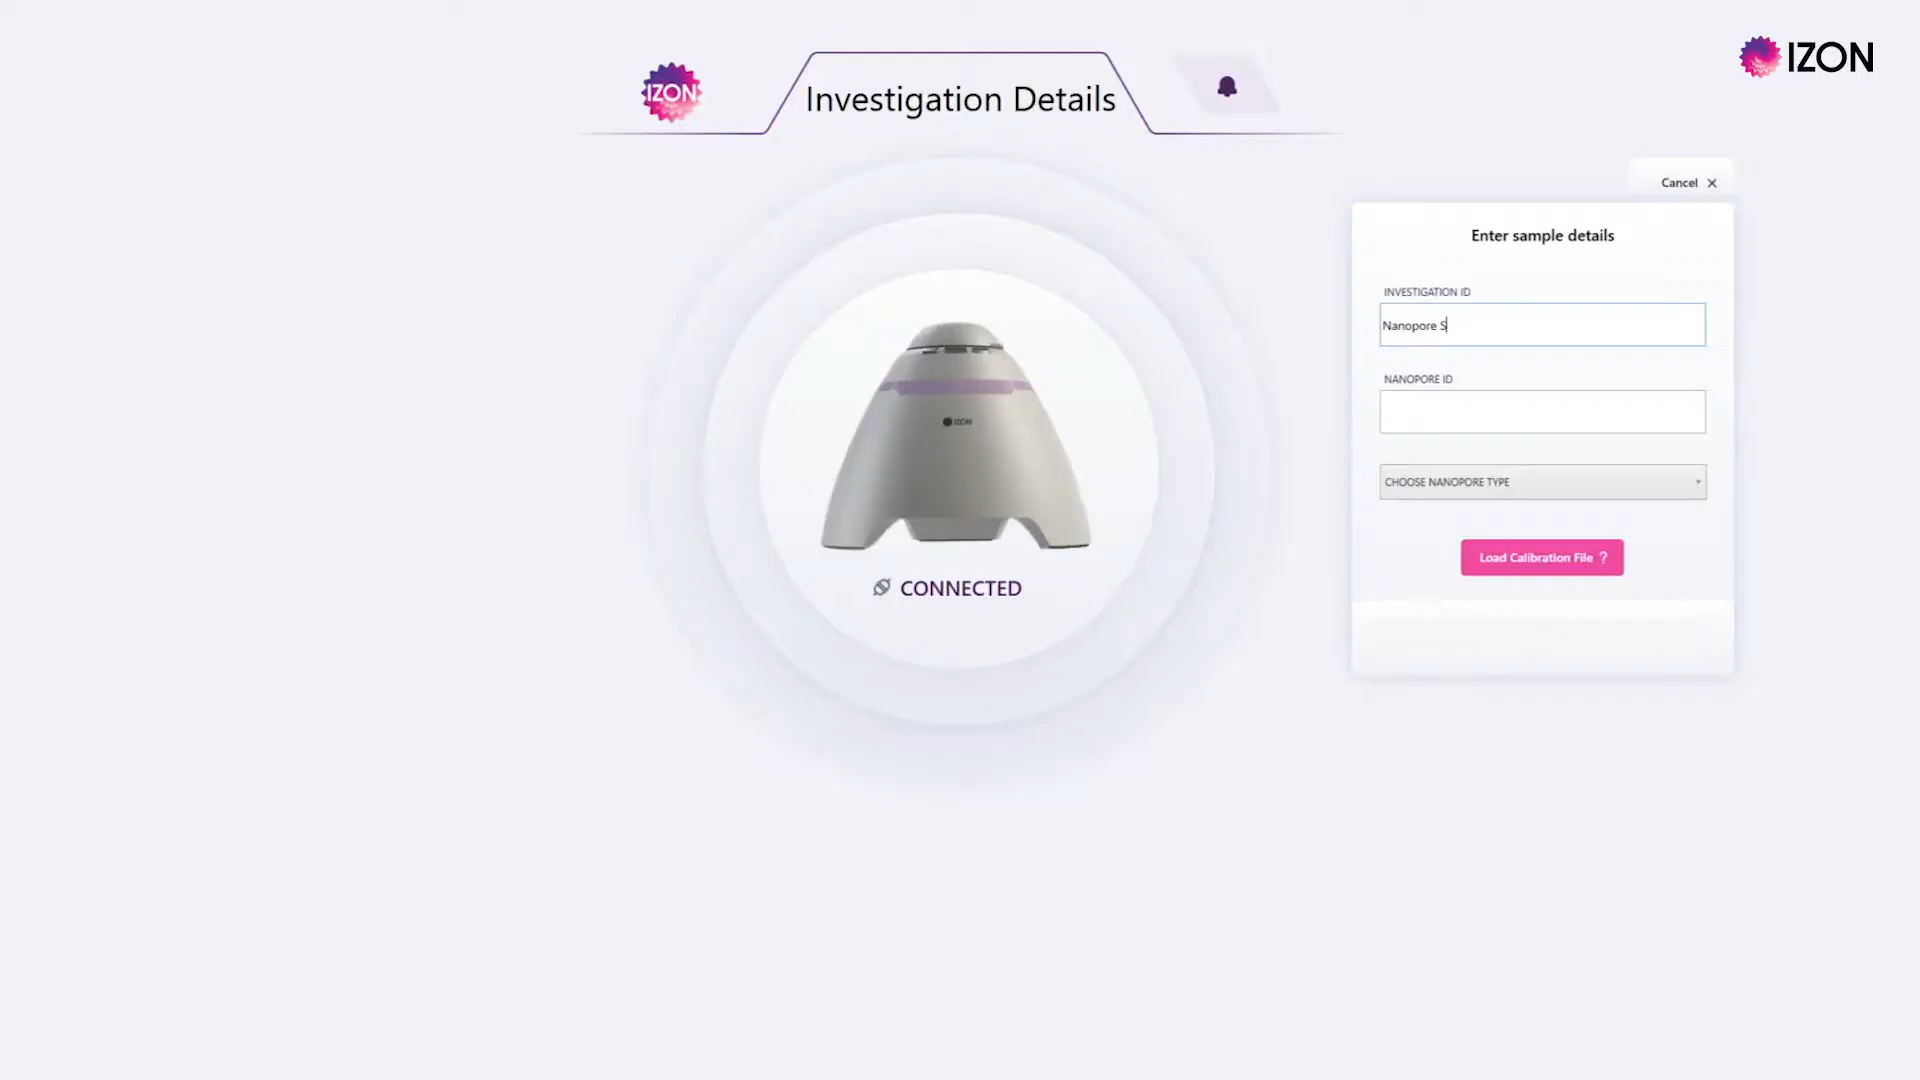 IZON
Investigation Details
IZON
Cancel
Enter sample details
INVESTIGATION ID
Nanopore S
NANOPORE ID
CHOOSE NANOPORE TYPE
Load Calibration File ?
IZON
CONNECTED